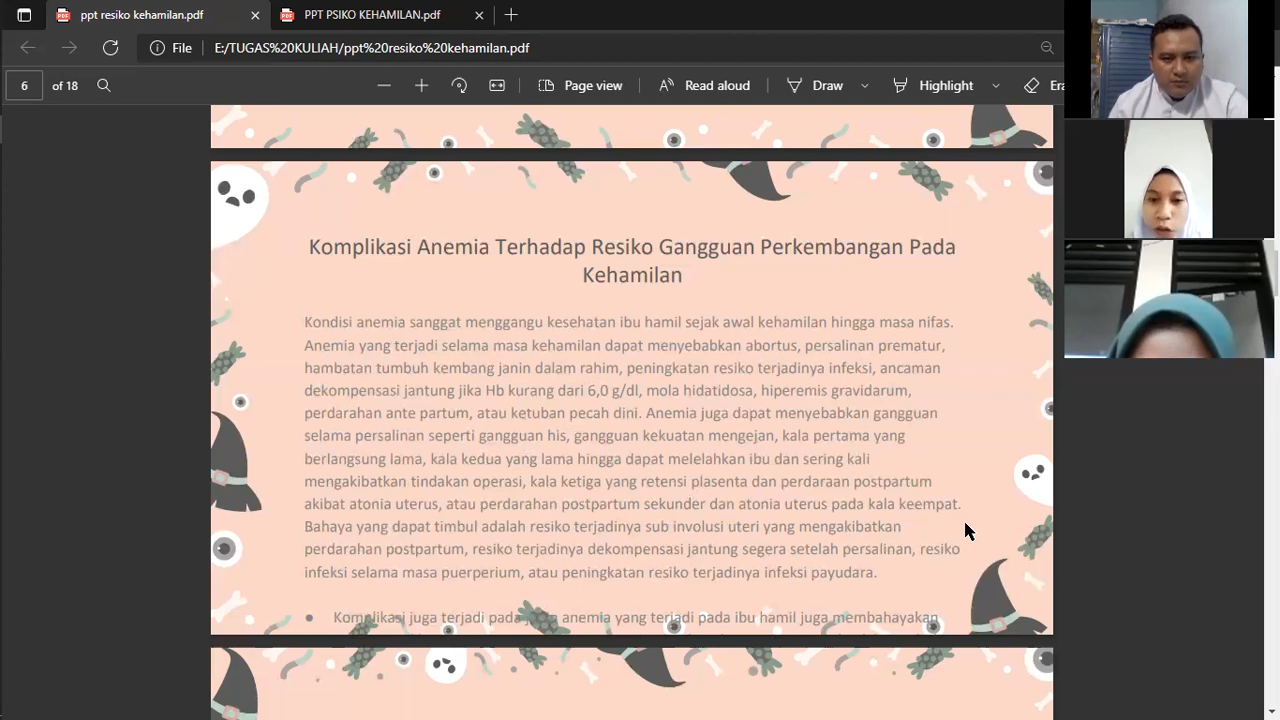 ppt resiko kehamilan.pdf
PPT PSIKO KEHAMILAN.pdf
File
E:/TUGAS%20KULIAH/ppt%20resiko%20kehamilan.pdf
6
of 18
Page view
Read aloud
Draw
Highlight
Era
Komplikasi Anemia Terhadap Resiko Gangguan Perkembangan Pada
Kehamilan
Kondisi anemia sanggat menggangu kesehatan ibu hamil sejak awal kehamilan hingga masa nifas.
Anemia yang terjadi selama masa kehamilan dapat menyebabkan abortus, persalinan prematur,
hambatan tumbuh kembang janin dalam rahim, peningkatan resiko terjadinya infeksi, ancaman
dekompensasi jantung jika Hb kurang dari 6,0 g/dl, mola hidatidosa, hiperemis gravidarum,
perdarahan ante partum, atau ketuban pecah dini. Anemia juga dapat menyebabkan gangguan
selama persalinan seperti gangguan his, gangguan kekuatan mengejan, kala pertama yang
berlangsung lama, kala kedua yang lama hingga dapat melelahkan ibu dan sering kali
mengakibatkan tindakan operasi, kala ketiga yang retensi plasenta dan perdaraan postpartum
akibat atonia uterus, atau perdarahan postpartum sekunder dan atonia uterus pada kala keempat.
Bahaya yang dapat timbul adalah resiko terjadinya sub involusi uteri yang mengakibatkan
perdarahan postpartum, resiko terjadinya dekompensasi jantung segera setelah persalinan, resiko
infeksi selama masa puerperium, atau peningkatan resiko terjadinya infeksi payudara.
● Komplikasi juga terjadi pada anemia yang terjadi pada ibu hamil juga membahayakan